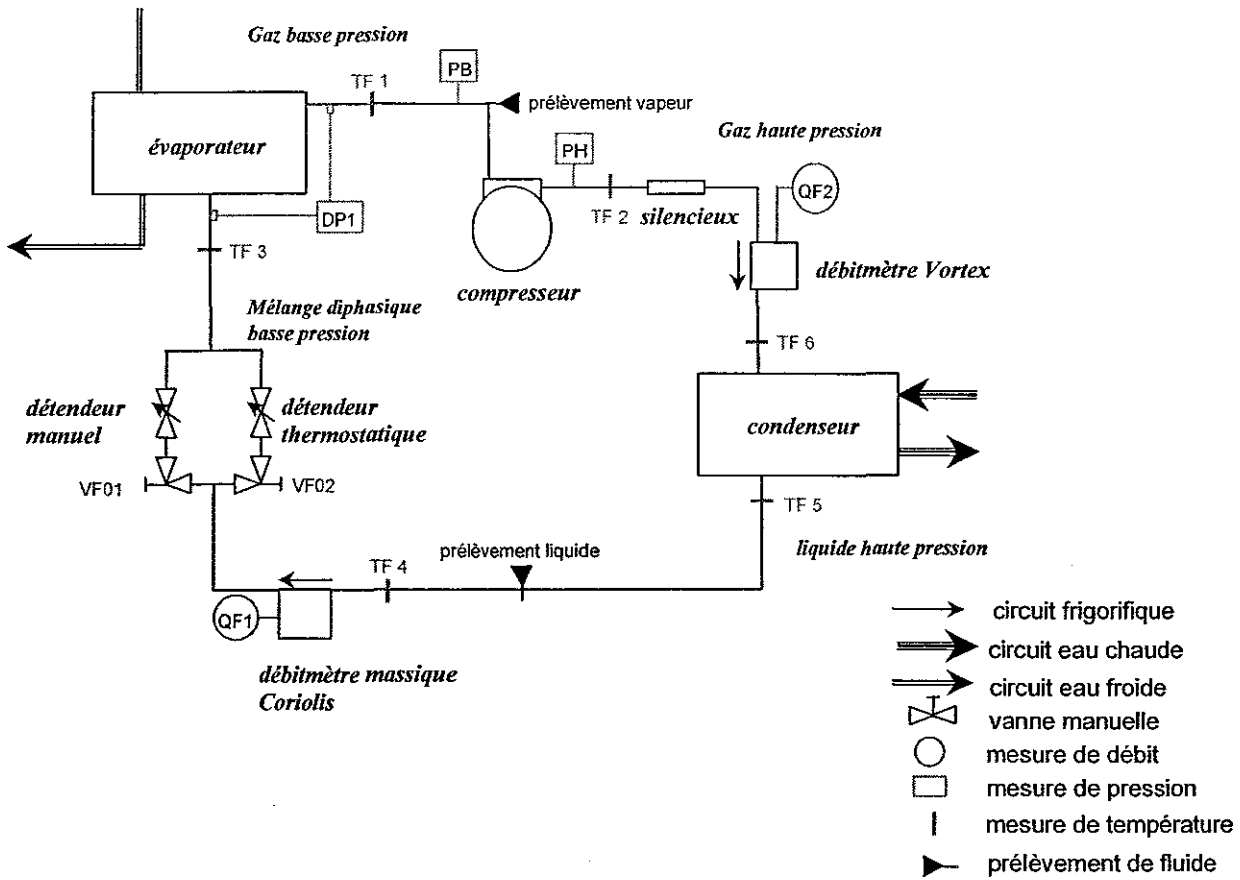 Gaz basse pression
TF 1
PB
prélèvement vapeur
évaporateur
Gaz haute pression
PH
QF2
TF 2
silencieux
DP1
TF 3
compresseur
débitmètre Vortex
Mélange diphasique
basse pression
TF 6
détendeur
manuel
détendeur
thermostatique
condenseur
VF01
VF02
TF 5
prélèvement liquide
liquide haute pression
TF 4
QF1
débitmètre massique
Coriolis
circuit frigorifique
circuit eau chaude
circuit eau froide
vanne manuelle
mesure de débit
mesure de pression
mesure de température
prélèvement de fluide